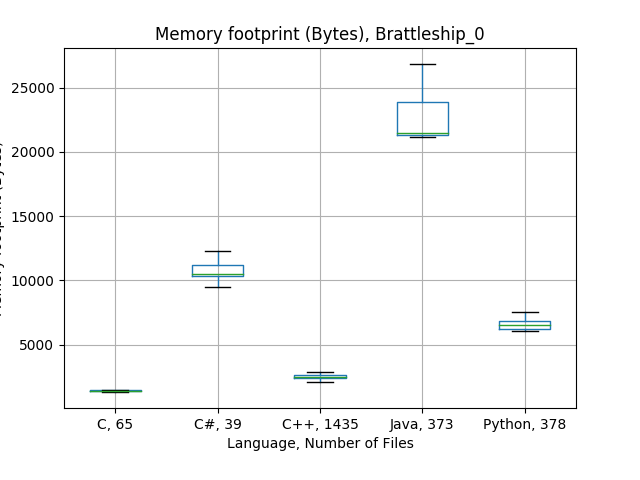 Memory footprint (Bytes), Brattleship_0
25000
20000
15000
10000
5000
C, 65
C#, 39
C++, 1435
Java, 373
Python, 378
Language, Number of Files